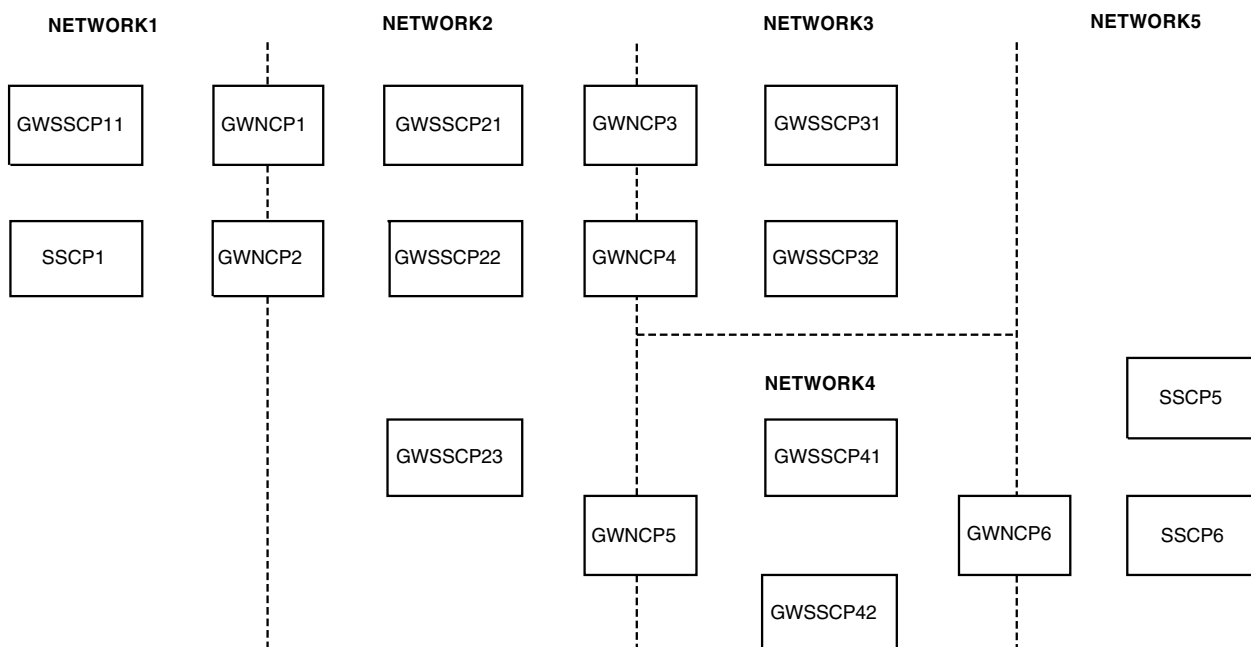 NETWORK1
NETWORK2
NETWORK3
NETWORK5
GWSSCP11
GWNCP1
GWSSCP21
GWNCP3
GWSSCP31
SSCP1
GWNCP2
GWSSCP22
GWNCP4
GWSSCP32
NETWORK4
SSCP5
GWSSCP23
GWSSCP41
GWNCP5
GWNCP6
SSCP6
GWSSCP42